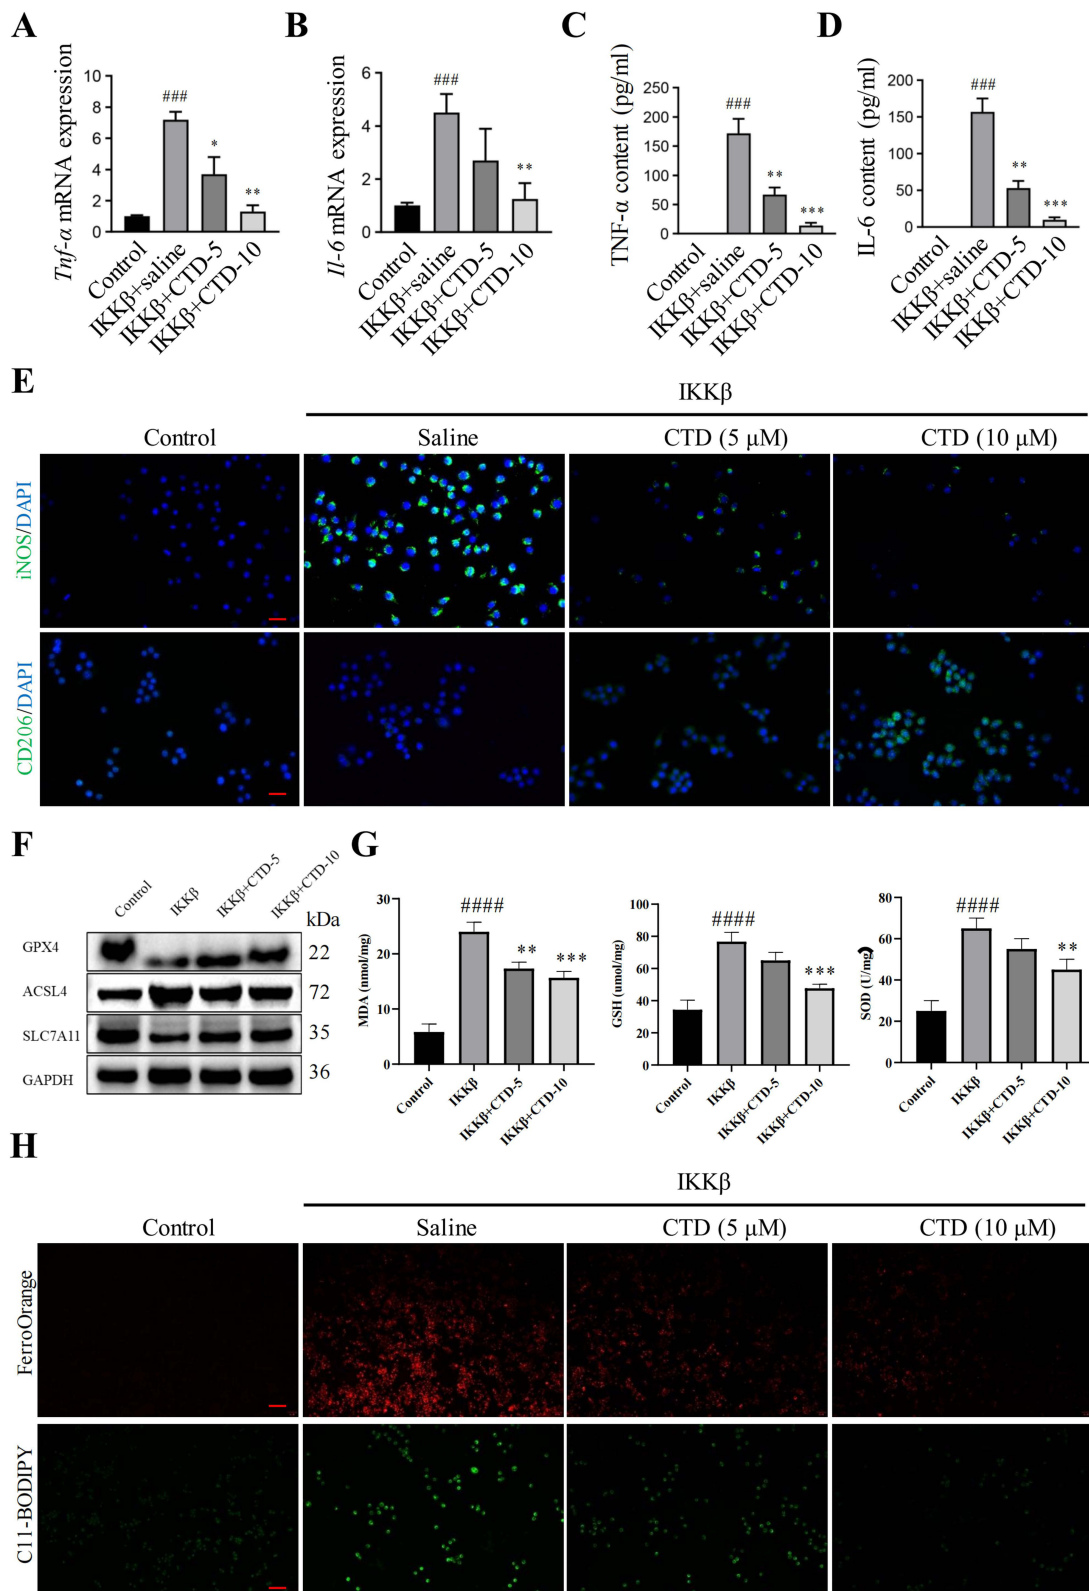 A
B
C
D
Tnf-α mRNA expression
10
8
6
4
2
0
###
*
**
Control
IKKβ+saline
IKKβ+CTD-5
IKKβ+CTD-10
Il-6 mRNA expression
6
4
2
0
###
**
Control
IKKβ+saline
IKKβ+CTD-5
IKKβ+CTD-10
TNF-α content (pg/ml)
250
200
150
100
50
0
###
**
***
Control
IKKβ+saline
IKKβ+CTD-5
IKKβ+CTD-10
IL-6 content (pg/ml)
200
150
100
50
0
###
**
***
Control
IKKβ+saline
IKKβ+CTD-5
IKKβ+CTD-10
E
IKKβ
Control
Saline
CTD (5 μM)
CTD (10 μM)
iNOS/DAPI
CD206/DAPI
F
Control
IKKβ
IKKβ+CTD-5
IKKβ+CTD-10
kDa
GPX4
22
ACSL4
72
SLC7A11
35
GAPDH
36
G
MDA (nmol/mg)
30
20
10
0
####
**
***
Control
IKKβ
IKKβ+CTD-5
IKKβ+CTD-10
GSH (umol/mg)
100
80
60
40
20
0
####
***
Control
IKKβ
IKKβ+CTD-5
IKKβ+CTD-10
SOD (U/mg)
80
60
40
20
0
####
**
Control
IKKβ
IKKβ+CTD-5
IKKβ+CTD-10
H
IKKβ
Control
Saline
CTD (5 μM)
CTD (10 μM)
FerroOrange
C11-BODIPY